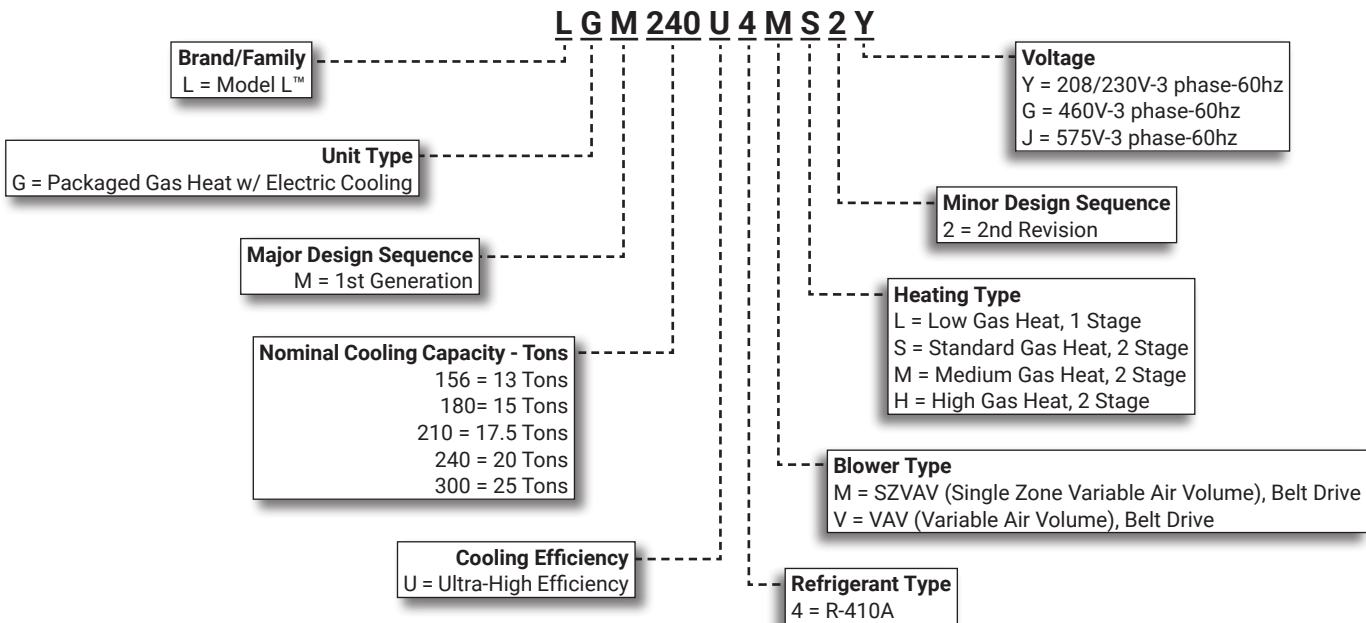 L G M 240 U 4 M S 2 Y
Brand/Family
L = Model L™
Unit Type
G = Packaged Gas Heat w/ Electric Cooling
Major Design Sequence
M = 1st Generation
Nominal Cooling Capacity - Tons
156 = 13 Tons
180= 15 Tons
210 = 17.5 Tons
240 = 20 Tons
300 = 25 Tons
Cooling Efficiency
U = Ultra-High Efficiency
Refrigerant Type
4 = R-410A
Blower Type
M = SZVAV (Single Zone Variable Air Volume), Belt Drive
V = VAV (Variable Air Volume), Belt Drive
Heating Type
L = Low Gas Heat, 1 Stage
S = Standard Gas Heat, 2 Stage
M = Medium Gas Heat, 2 Stage
H = High Gas Heat, 2 Stage
Minor Design Sequence
2 = 2nd Revision
Voltage
Y = 208/230V-3 phase-60hz
G = 460V-3 phase-60hz
J = 575V-3 phase-60hz